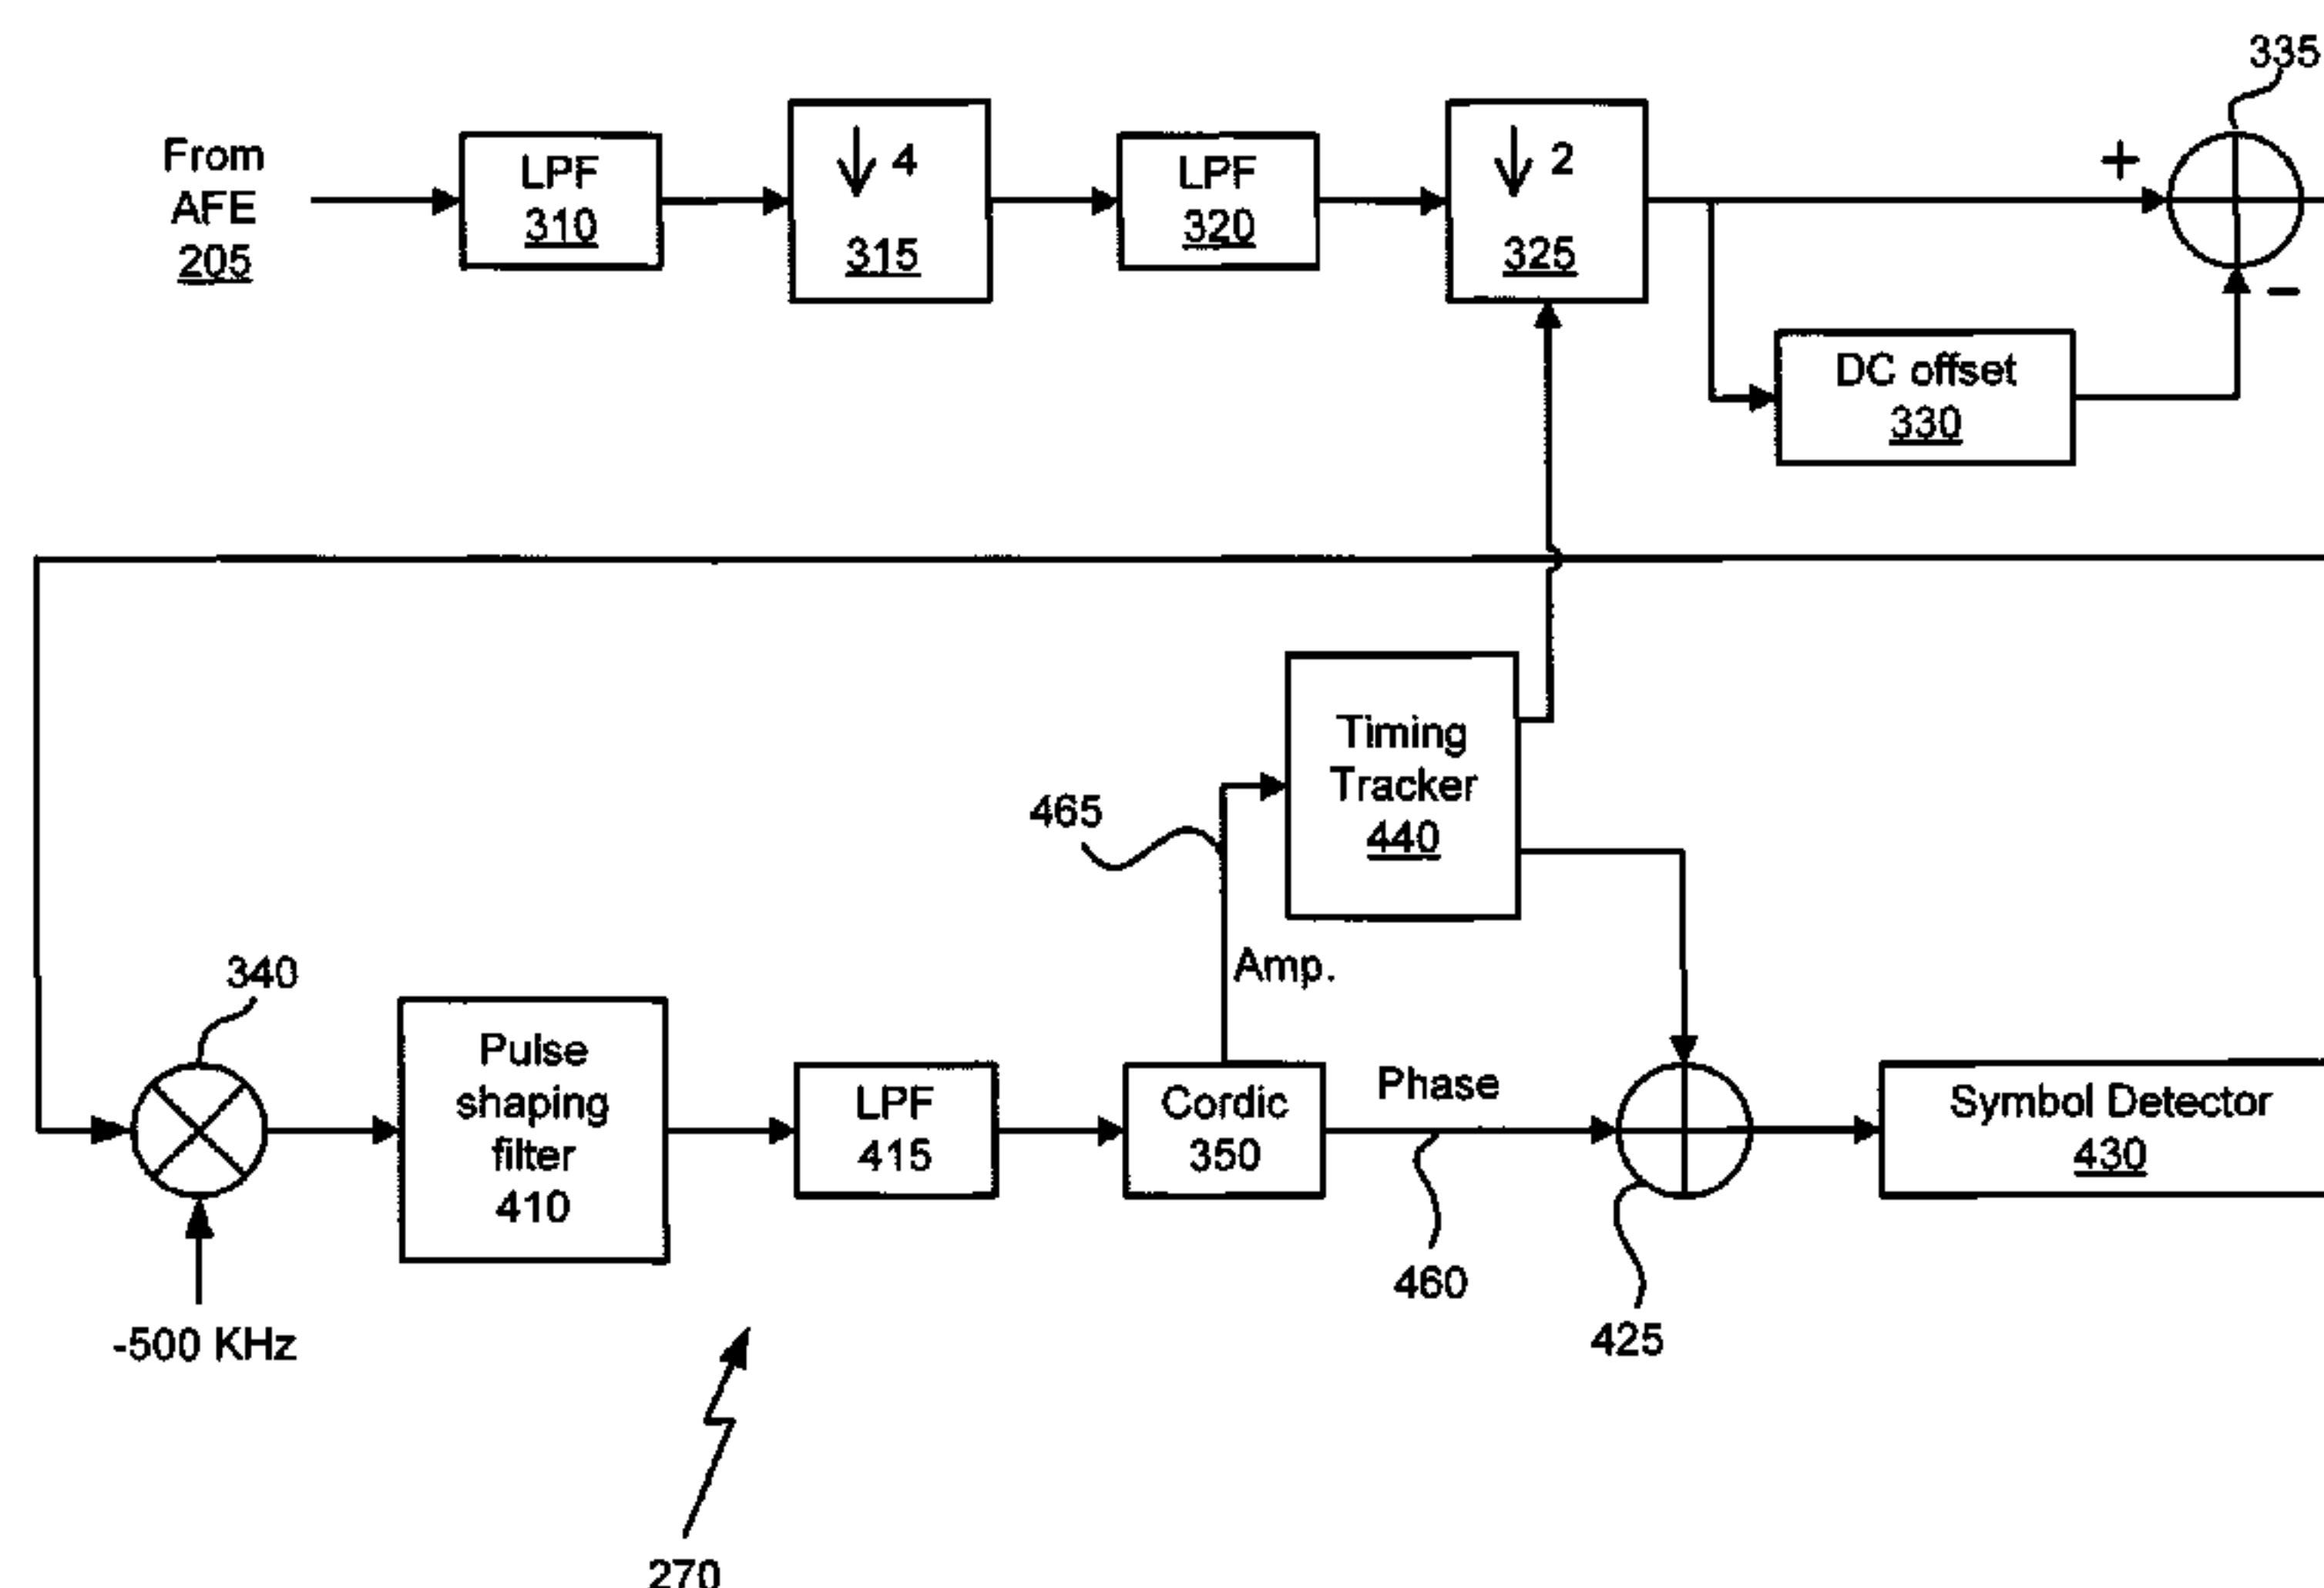 335
From
AFE
205
LPF
310
↓ 4
315
LPF
320
↓ 2
325
+
−
DC offset
330
Timing
Tracker
440
465
Amp.
340
Pulse
shaping
filter
410
LPF
415
Cordic
350
Phase
Symbol Detector
430
460
425
-500 KHz
270